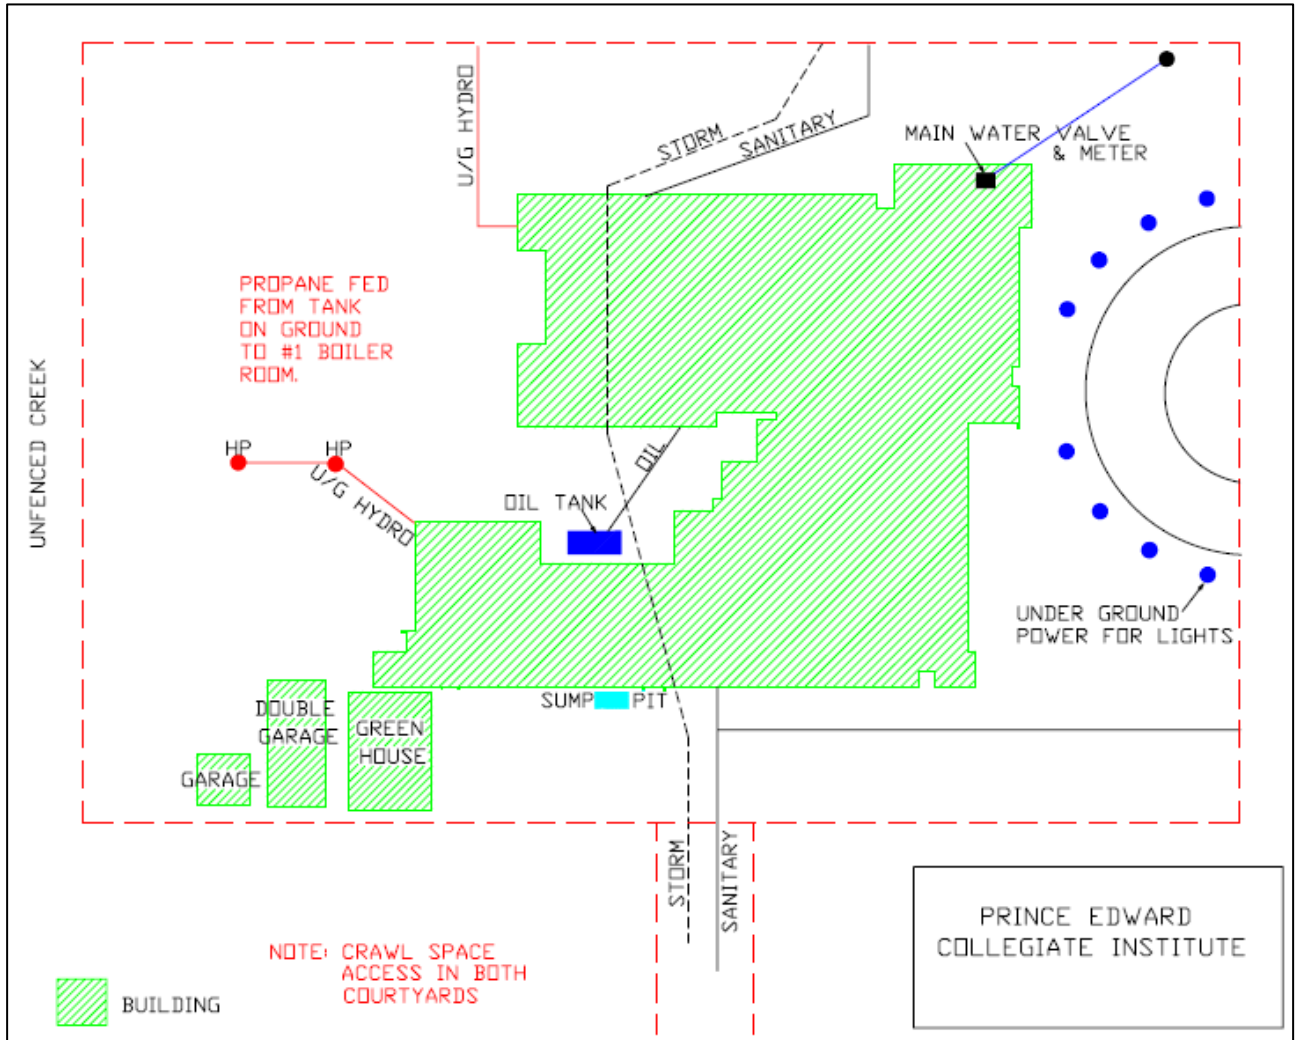 U/G HYDRO
STORM
SANITARY
MAIN WATER VALVE
& METER
PROPANE FED
FROM TANK
ON GROUND
TO #1 BOILER
ROOM.
UNFENCED CREEK
HP
HP
U/G HYDRO
OIL
OIL TANK
UNDER GROUND
POWER FOR LIGHTS
SUMP PIT
DOUBLE
GARAGE
GREEN
HOUSE
GARAGE
STORM
SANITARY
PRINCE EDWARD
COLLEGIATE INSTITUTE
NOTE: CRAWL SPACE
ACCESS IN BOTH
COURTYARDS
BUILDING